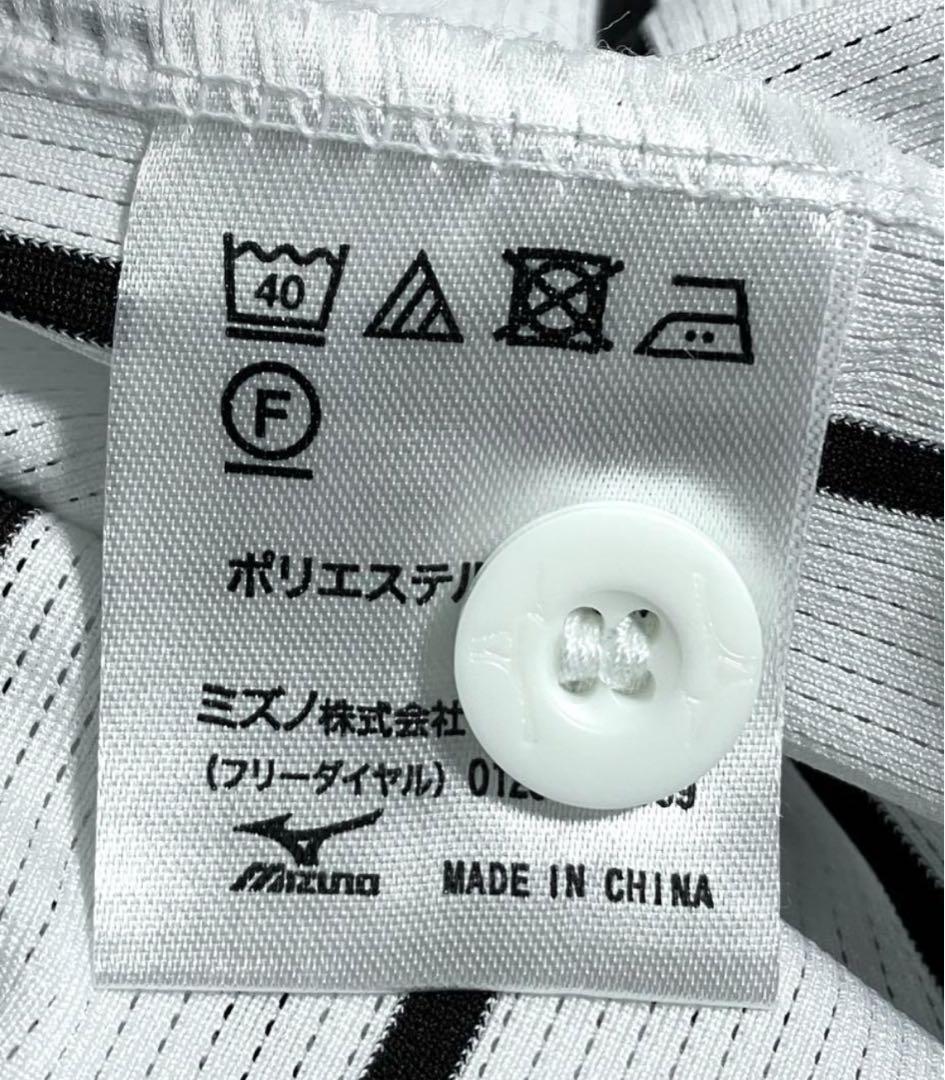 40
F
ポリエステル
ミズノ株式会社
(フリーダイヤル)
mizuno
MADE IN CHINA